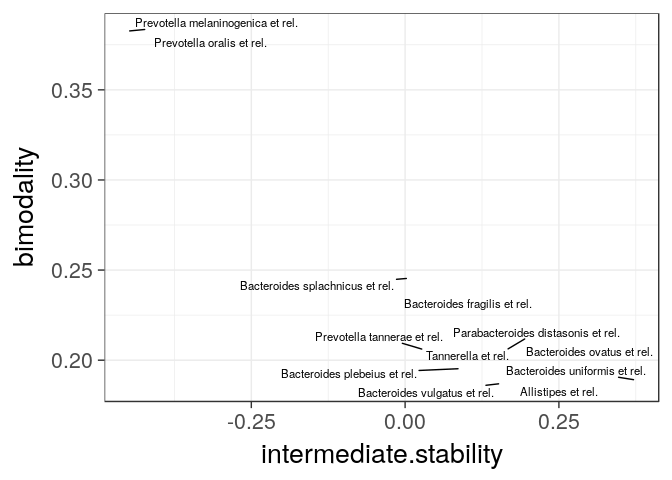 Prevotella melaninogenica et rel.
Prevotella oralis et rel.
0.35
bimodality
0.30
0.25
Bacteroides splachnicus et rel.
Bacteroides fragilis et rel.
Prevotella tannerae et rel.
Parabacteroides distasonis et rel.
0.20
Tannerella et rel.
Bacteroides ovatus et rel.
Bacteroides plebeius et rel.
Bacteroides uniformis et rel.
Bacteroides vulgatus et rel.
Allistipes et rel.
-0.25
0.00
0.25
intermediate.stability